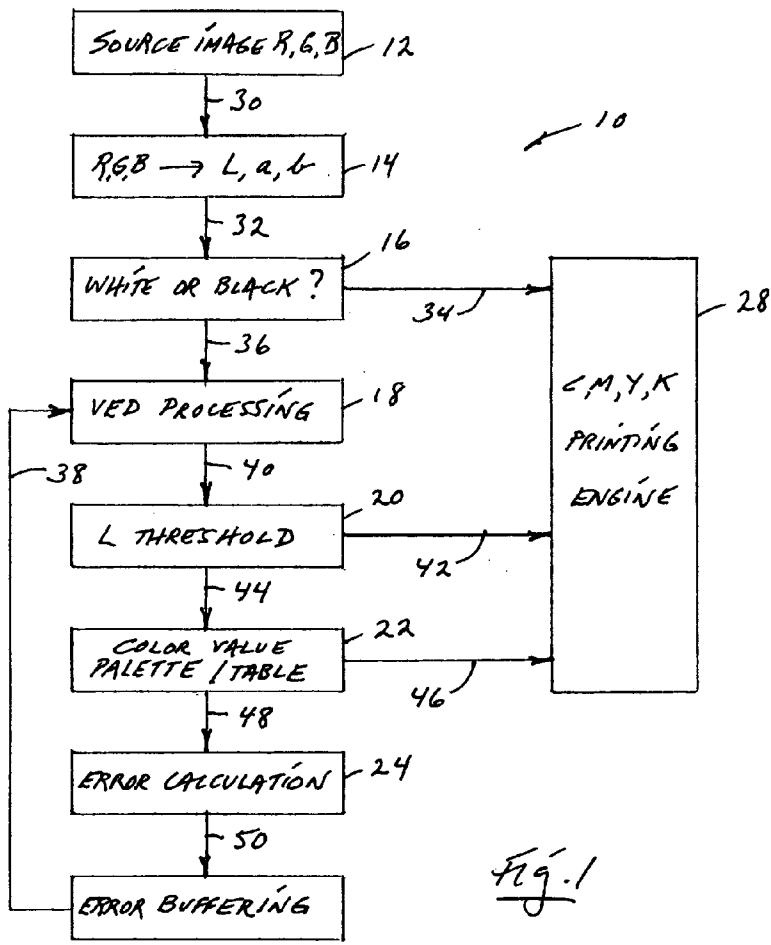 SOURCE IMAGE R, G, B
12
30
10
R,G,B → L, a, b
14
32
16
WHITE OR BLACK?
34
28
36
C, M, Y, K
PRINTING
ENGINE
VED PROCESSING
18
38
40
20
L THRESHOLD
42
44
22
COLOR VALUE
PALETTE / TABLE
46
48
ERROR CALCULATION
24
50
ERROR BUFFERING
Fig. 1